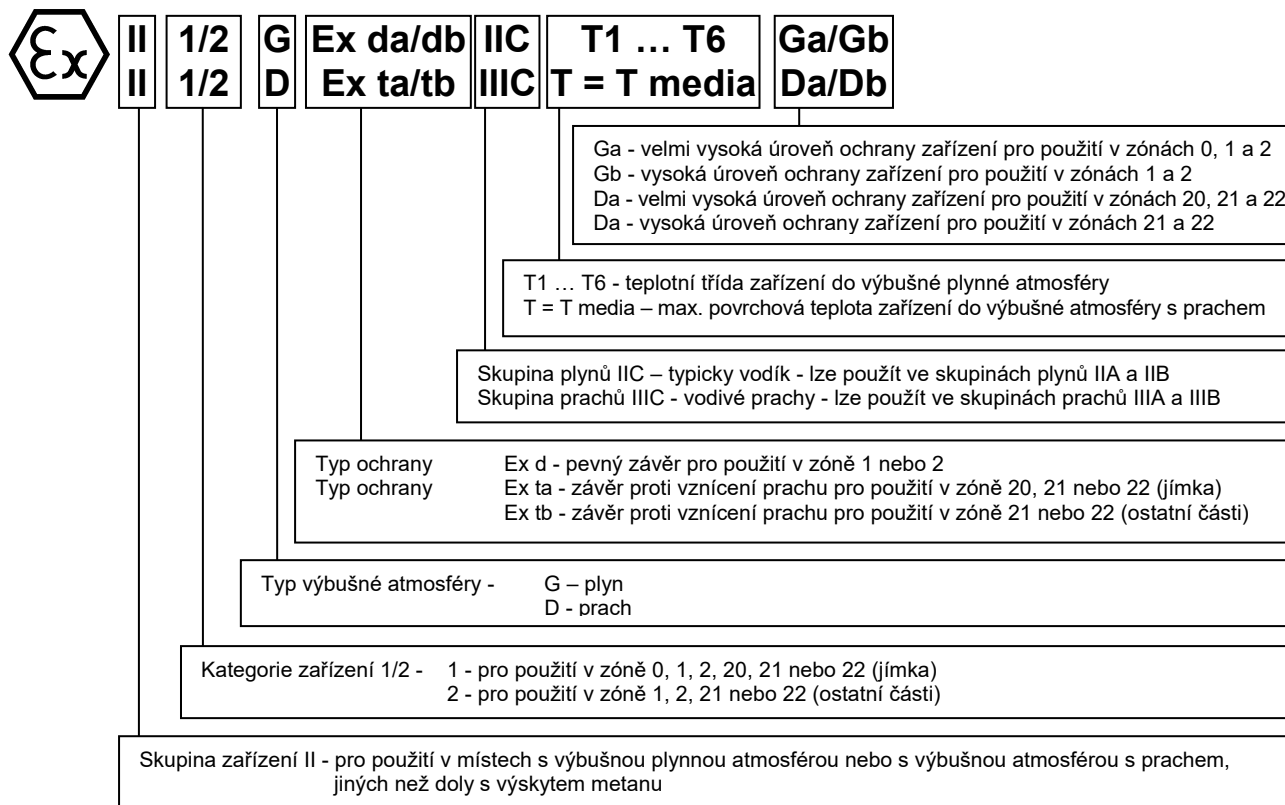 Ex II 1/2 G Ex da/db IIC T1 … T6 Ga/Gb
II 1/2 D Ex ta/tb IIIC T = T media Da/Db
Ga - velmi vysoká úroveň ochrany zařízení pro použití v zónách 0, 1 a 2
Gb - vysoká úroveň ochrany zařízení pro použití v zónách 1 a 2
Da - velmi vysoká úroveň ochrany zařízení pro použití v zónách 20, 21 a 22
Da - vysoká úroveň ochrany zařízení pro použití v zónách 21 a 22
T1 … T6 - teplotní třída zařízení do výbušné plynné atmosféry
T = T media – max. povrchová teplota zařízení do výbušné atmosféry s prachem
Skupina plynů IIC – typicky vodík - lze použít ve skupinách plynů IIA a IIB
Skupina prachů IIIC - vodivé prachy - lze použít ve skupinách prachů IIIA a IIIB
Typ ochrany Ex d - pevný závěr pro použití v zóně 1 nebo 2
Typ ochrany Ex ta - závěr proti vznícení prachu pro použití v zóně 20, 21 nebo 22 (jímka)
Ex tb - závěr proti vznícení prachu pro použití v zóně 21 nebo 22 (ostatní části)
Typ výbušné atmosféry - G – plyn
D - prach
Kategorie zařízení 1/2 - 1 - pro použití v zóně 0, 1, 2, 20, 21 nebo 22 (jímka)
2 - pro použití v zóně 1, 2, 21 nebo 22 (ostatní části)
Skupina zařízení II - pro použití v místech s výbušnou plynnou atmosférou nebo s výbušnou atmosférou s prachem,
jiných než doly s výskytem metanu